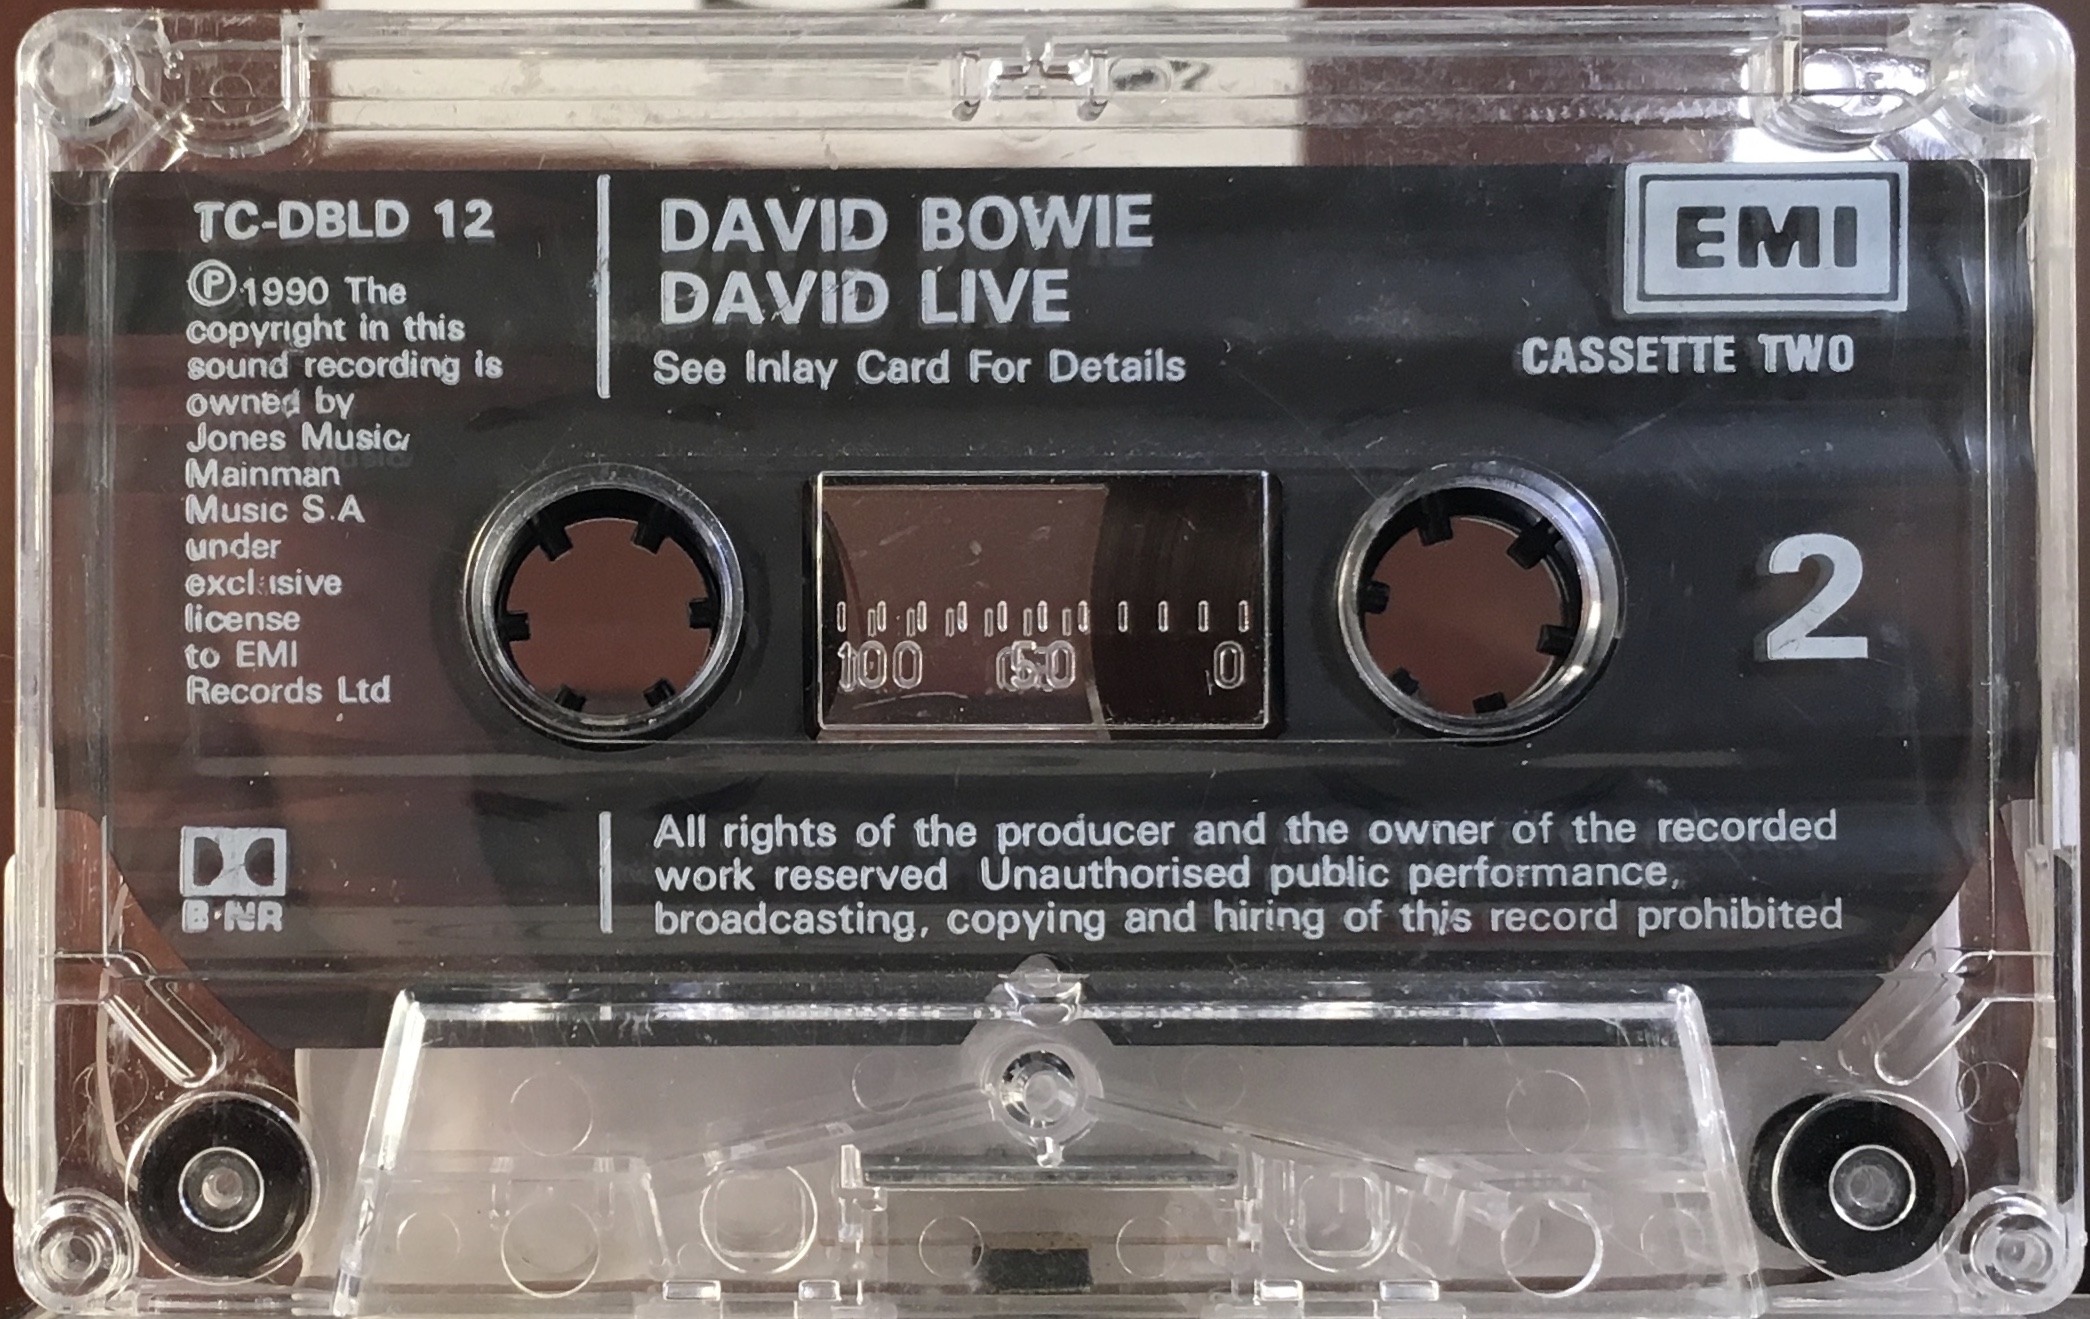 TC-DBLD 12
Ⓟ1990 The
copyright in this
sound recording is
owned by
Jones Music/
Mainman
Music S.A
under
exclusive
license
to EMI
Records Ltd
DAVID BOWIE
DAVID LIVE
See Inlay Card For Details
EMI
CASSETTE TWO
100 50 0
2
B·NR
All rights of the producer and the owner of the recorded
work reserved Unauthorised public performance,
broadcasting, copying and hiring of this record prohibited